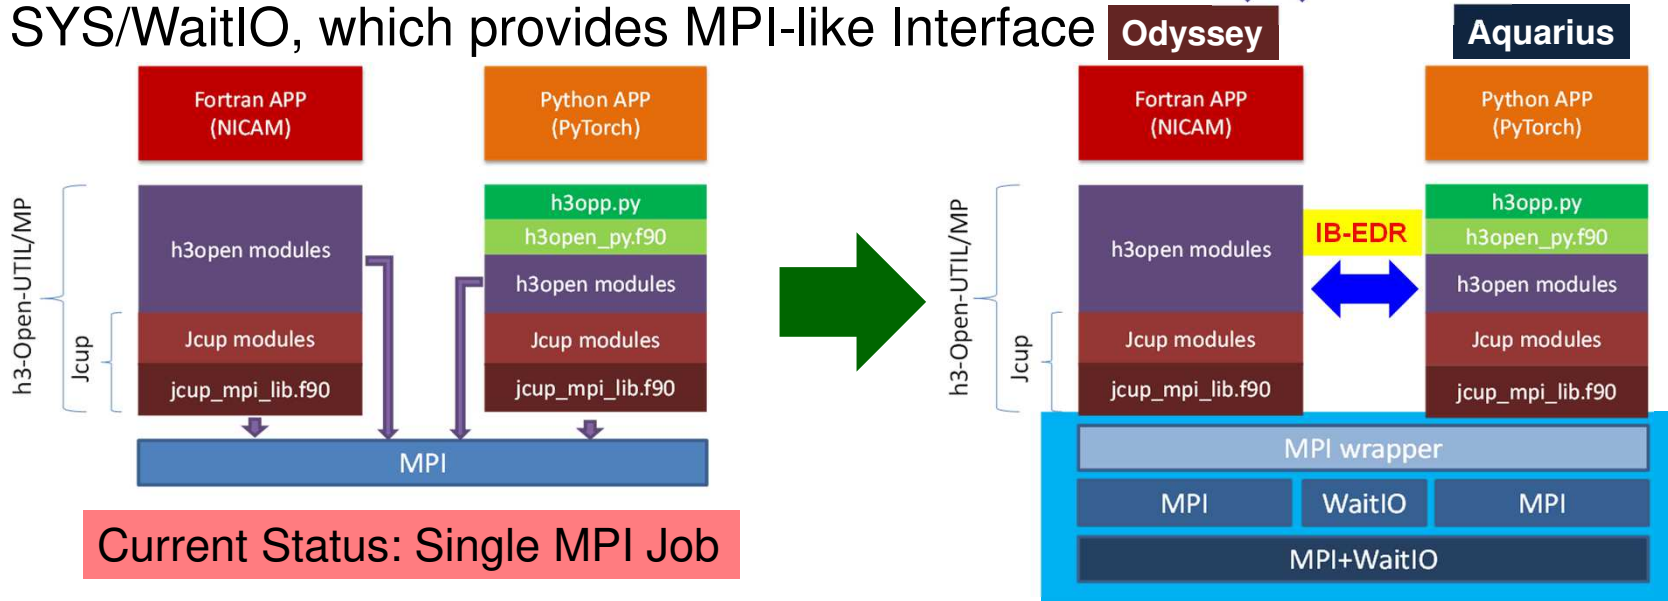 SYS/WaitIO, which provides MPI-like Interface
Odyssey
Aquarius
Fortran APP
(NICAM)
Python APP
(PyTorch)
h3-Open-UTIL/MP
Jcup
h3open modules
Jcup modules
jcup_mpi_lib.f90
h3opp.py
h3open_py.f90
h3open modules
Jcup modules
jcup_mpi_lib.f90
MPI
Current Status: Single MPI Job
Fortran APP
(NICAM)
Python APP
(PyTorch)
h3-Open-UTIL/MP
Jcup
h3open modules
Jcup modules
jcup_mpi_lib.f90
IB-EDR
h3opp.py
h3open_py.f90
h3open modules
Jcup modules
jcup_mpi_lib.f90
MPI wrapper
MPI
WaitIO
MPI
MPI+WaitIO